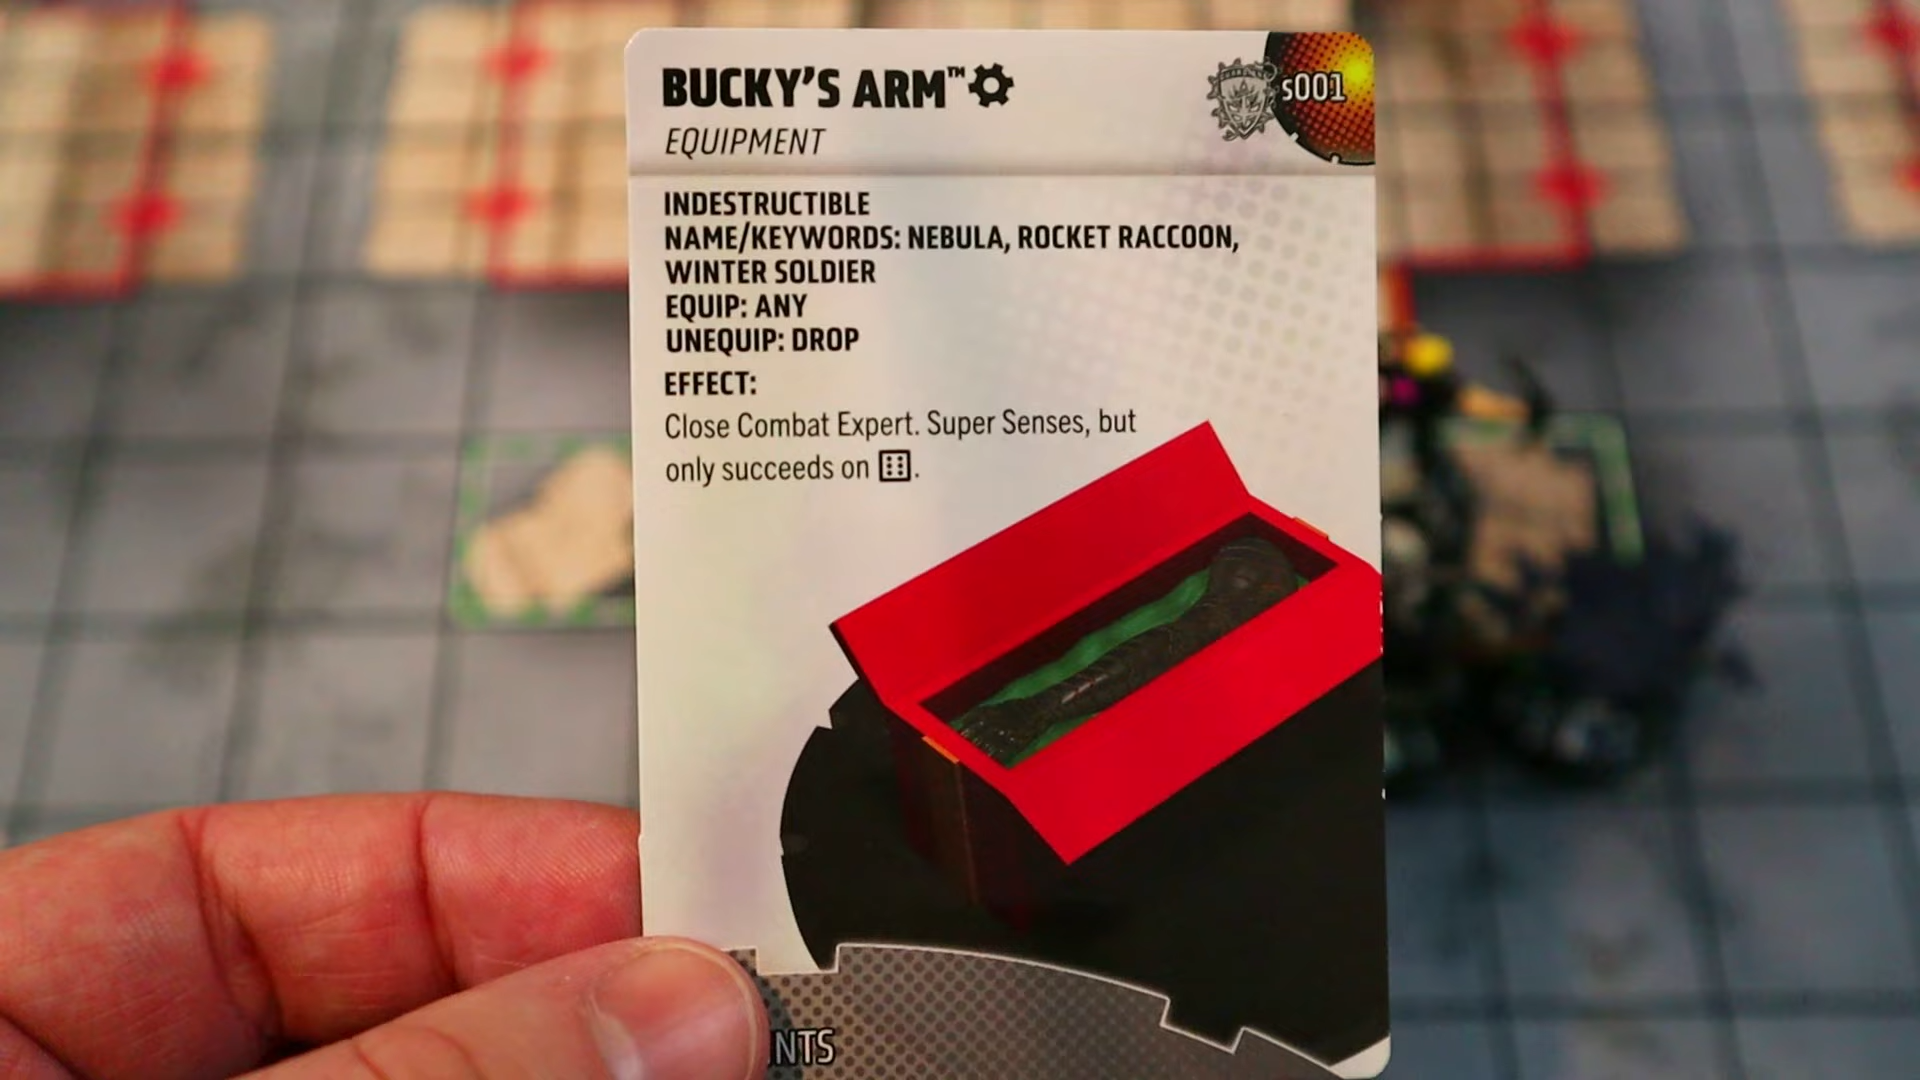 BUCKY'S ARM™
s001
EQUIPMENT
INDESTRUCTIBLE
NAME/KEYWORDS: NEBULA, ROCKET RACCOON,
WINTER SOLDIER
EQUIP: ANY
UNEQUIP: DROP
EFFECT:
Close Combat Expert. Super Senses, but
only succeeds on ⚅.